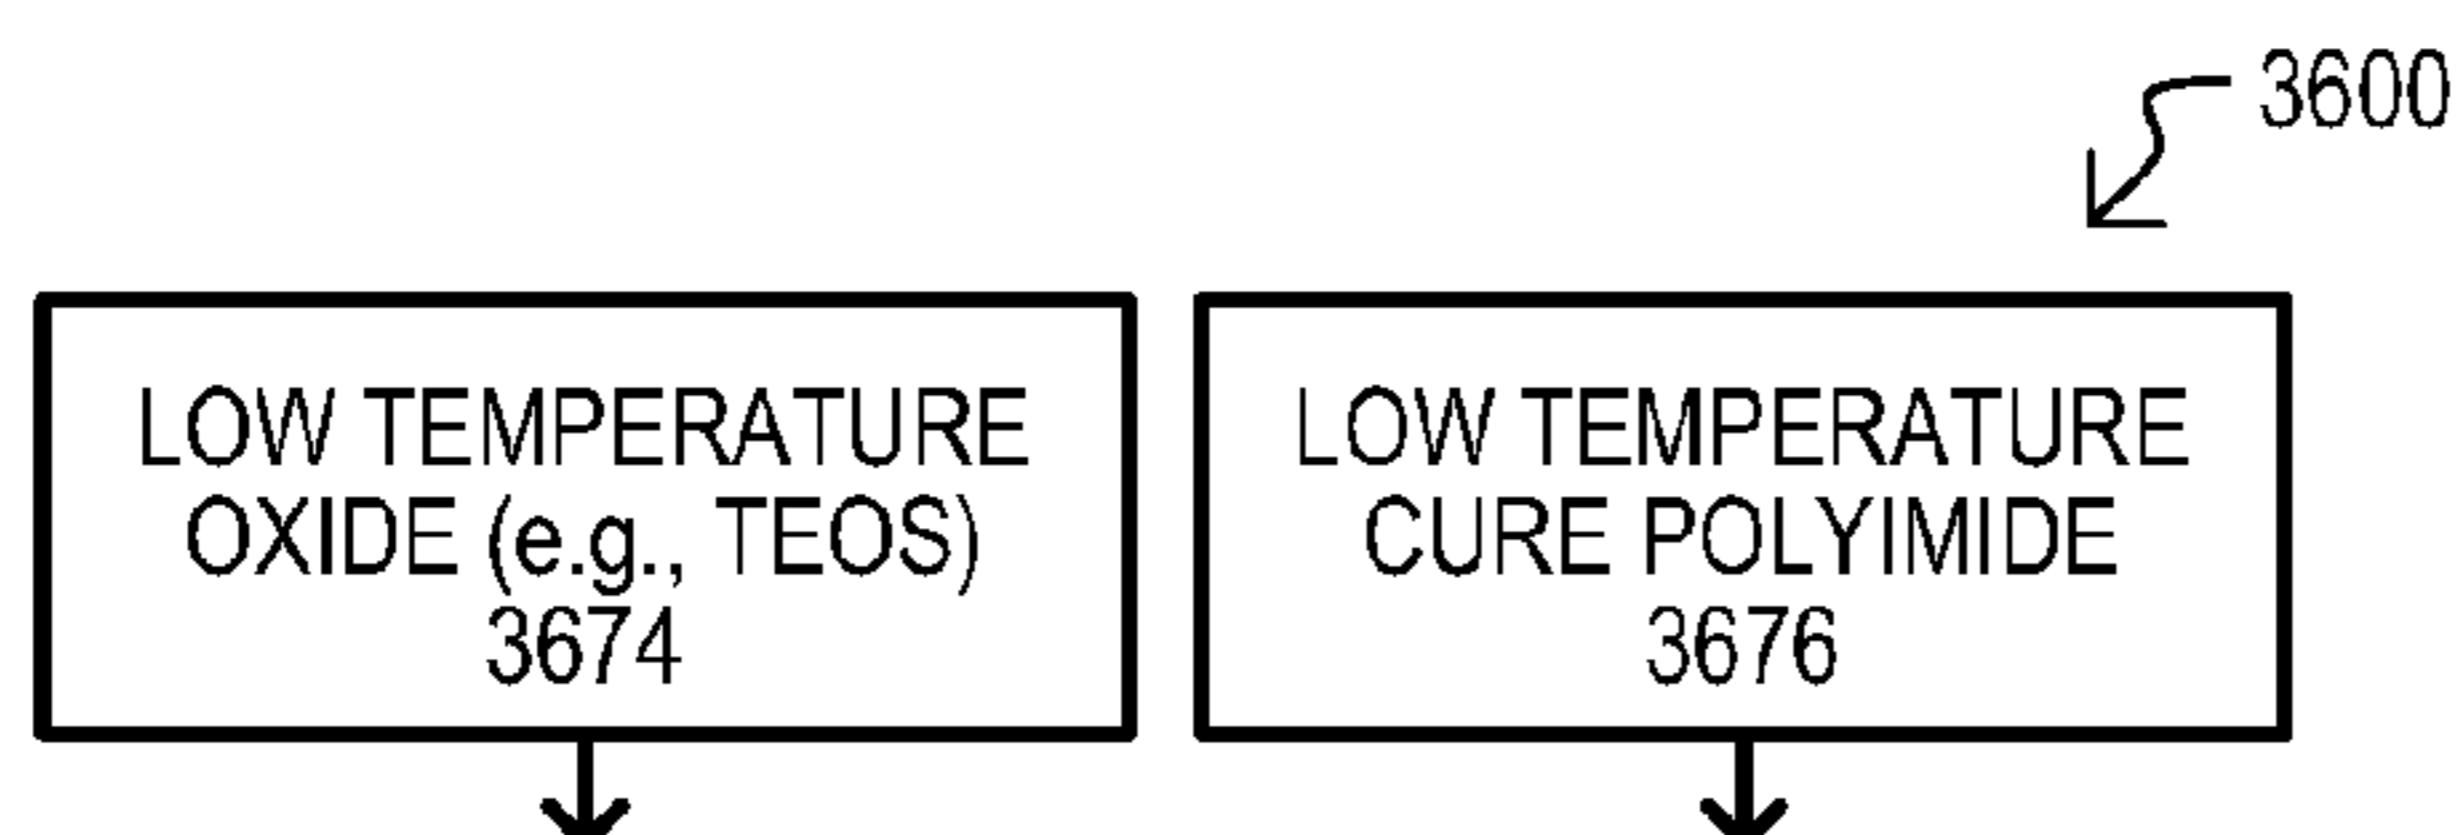 3600
LOW TEMPERATURE
OXIDE (e.g., TEOS)
3674
LOW TEMPERATURE
CURE POLYIMIDE
3676